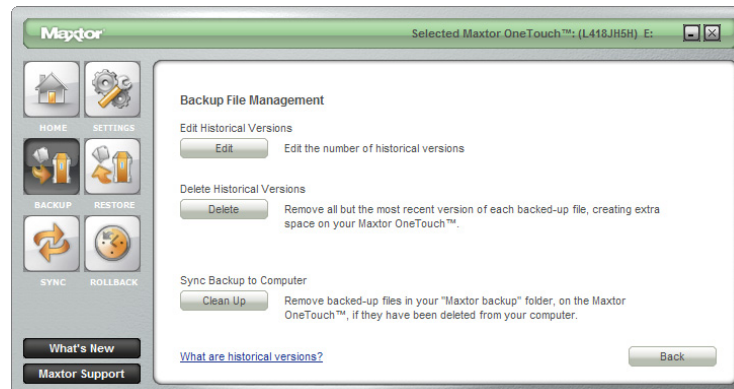 Maxtor
Selected Maxtor OneTouch™: (L418JH5H) E:
HOME SETTINGS
BACKUP RESTORE
SYNC ROLLBACK
What's New
Maxtor Support
Backup File Management
Edit Historical Versions
Edit Edit the number of historical versions
Delete Historical Versions
Delete Remove all but the most recent version of each backed-up file, creating extra
space on your Maxtor OneTouch™.
Sync Backup to Computer
Clean Up Remove backed-up files in your "Maxtor backup" folder, on the Maxtor
OneTouch™, if they have been deleted from your computer.
What are historical versions? Back